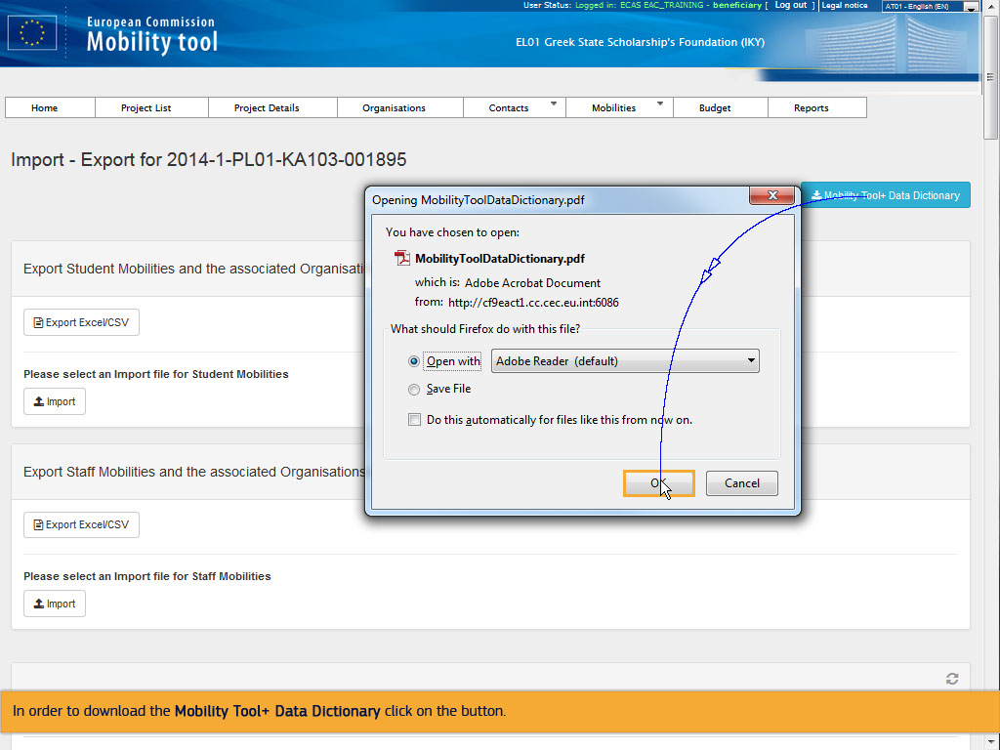 User Status: Logged in: ECAS EAC_TRAINING - beneficiary [ Log out ] Legal notice AT01 - English (EN)
European Commission
Mobility tool
EL01 Greek State Scholarship's Foundation (IKY)
Home Project List Project Details Organisations Contacts Mobilities Budget Reports
Import - Export for 2014-1-PL01-KA103-001895
Mobility Tool+ Data Dictionary
Opening MobilityToolDataDictionary.pdf
You have chosen to open:
MobilityToolDataDictionary.pdf
which is: Adobe Acrobat Document
from: http://cf9eact1.cc.cec.eu.int:6086
What should Firefox do with this file?
Open with Adobe Reader (default)
Save File
Do this automatically for files like this from now on.
OK Cancel
Export Student Mobilities and the associated Organisati
Export Excel/CSV
Please select an Import file for Student Mobilities
Import
Export Staff Mobilities and the associated Organisations
Export Excel/CSV
Please select an Import file for Staff Mobilities
Import
In order to download the Mobility Tool+ Data Dictionary click on the button.